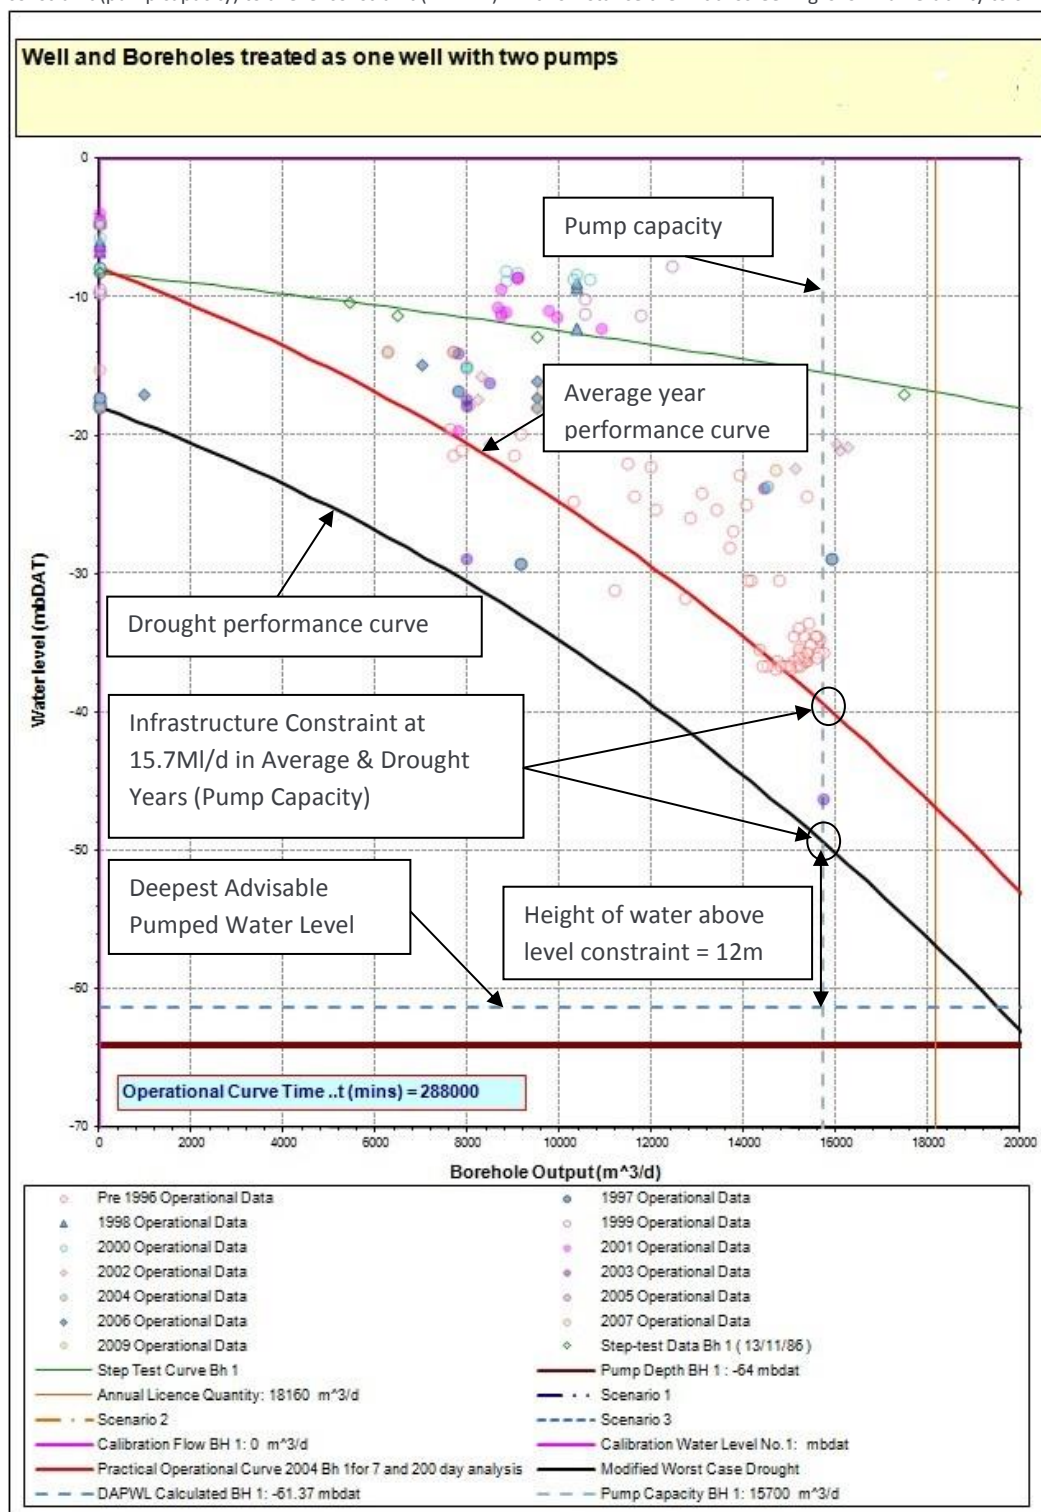 Well and Boreholes treated as one well with two pumps
0
-10
-20
-30
-40
-50
-60
-70
Water level (mbDAT)
Pump capacity
Average year
performance curve
Drought performance curve
Infrastructure Constraint at
15.7Ml/d in Average & Drought
Years (Pump Capacity)
Deepest Advisable
Pumped Water Level
Height of water above
level constraint = 12m
Operational Curve Time ..t (mins) = 288000
0 2000 4000 6000 8000 10000 12000 14000 16000 18000 20000
Borehole Output (m^3/d)
Pre 1996 Operational Data 1997 Operational Data
1998 Operational Data 1999 Operational Data
2000 Operational Data 2001 Operational Data
2002 Operational Data 2003 Operational Data
2004 Operational Data 2005 Operational Data
2006 Operational Data 2007 Operational Data
2009 Operational Data Step-test Data Bh 1 ( 13/11/86 )
Step Test Curve Bh 1 Pump Depth BH 1 : -64 mbdat
Annual Licence Quantity: 18160 m^3/d Scenario 1
Scenario 2 Scenario 3
Calibration Flow BH 1: 0 m^3/d Calibration Water Level No.1: mbdat
Practical Operational Curve 2004 Bh 1for 7 and 200 day analysis Modified Worst Case Drought
DAPWL Calculated BH 1: -61.37 mbdat Pump Capacity BH 1: 15700 m^3/d